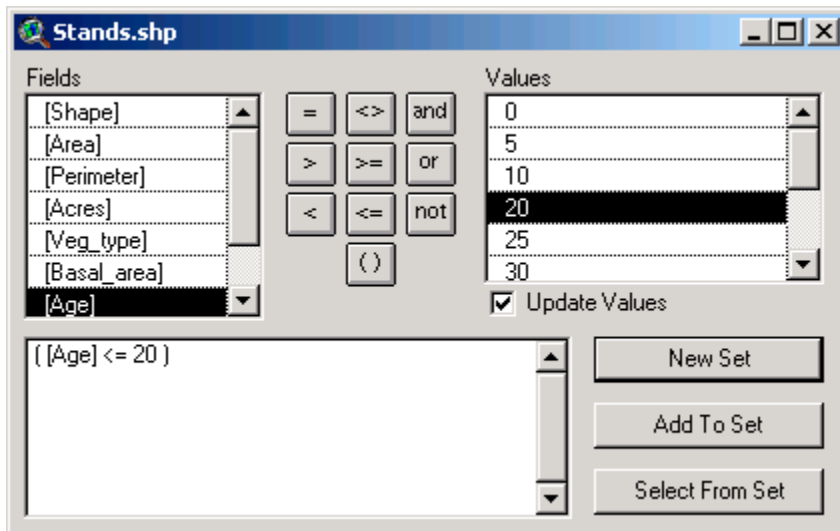 Stands.shp
Fields
[Shape]
[Area]
[Perimeter]
[Acres]
[Veg_type]
[Basal_area]
[Age]
= <> and
> >= or
< <= not
( )
Values
0
5
10
20
25
30
Update Values
( [Age] <= 20 )
New Set
Add To Set
Select From Set